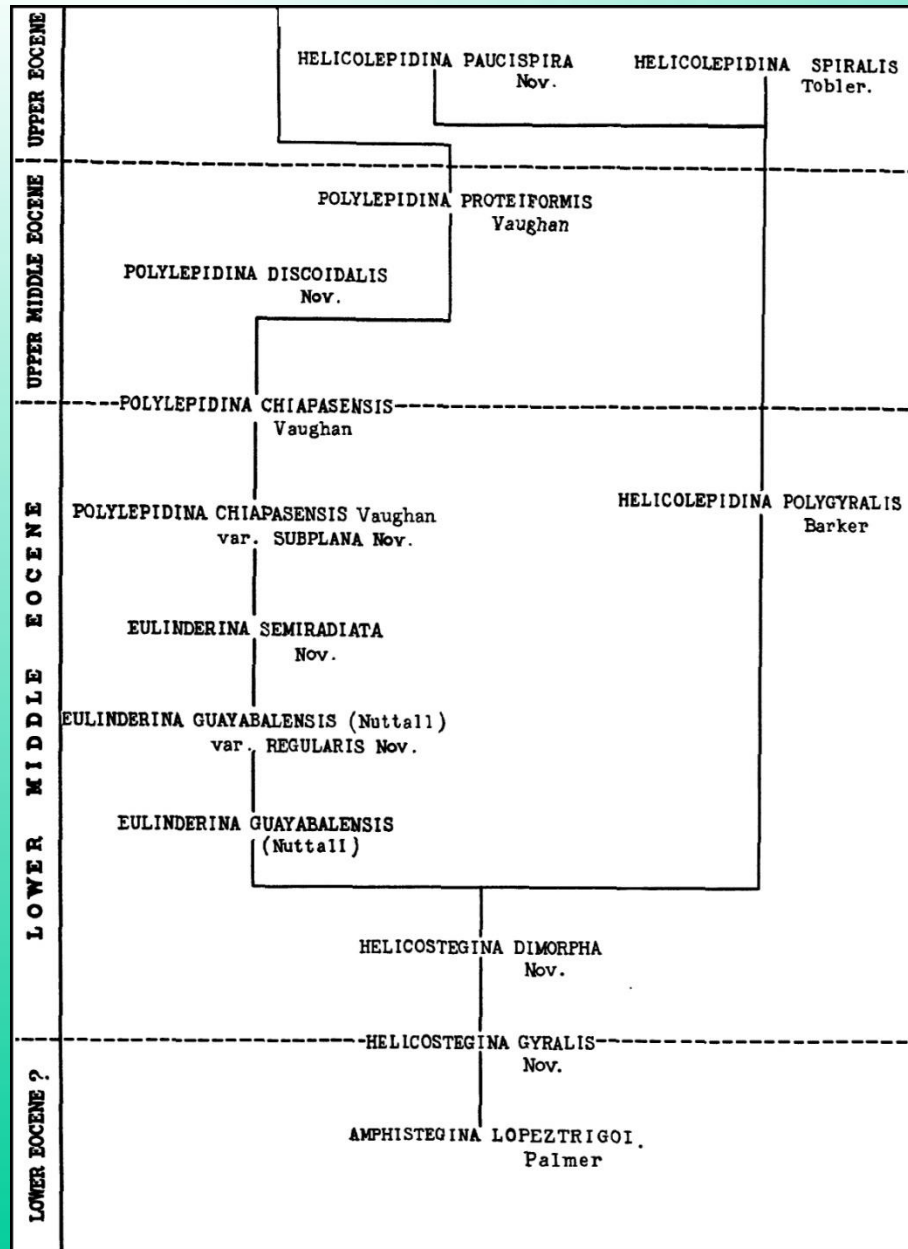 UPPER EOCENE
HELICOLEPIDINA PAUCISPIRA
Nov.
HELICOLEPIDINA SPIRALIS
Tobler.
UPPER MIDDLE EOCENE
POLYLEPIDINA PROTEIFORMIS
Vaughan
POLYLEPIDINA DISCOIDALIS
Nov.
POLYLEPIDINA CHIAPASENSIS
Vaughan
LOWER MIDDLE EOCENE
POLYLEPIDINA CHIAPASENSIS Vaughan
var. SUBPLANA Nov.
HELICOLEPIDINA POLYGYRALIS
Barker
EULINDERINA SEMIRADIATA
Nov.
EULINDERINA GUAYABALENSIS (Nuttall)
var. REGULARIS Nov.
EULINDERINA GUAYABALENSIS
(Nuttall)
HELICOSTEGINA DIMORPHA
Nov.
HELICOSTEGINA GYRALIS
Nov.
LOWER EOCENE ?
AMPHISTEGINA LOPEZTRIGOI.
Palmer